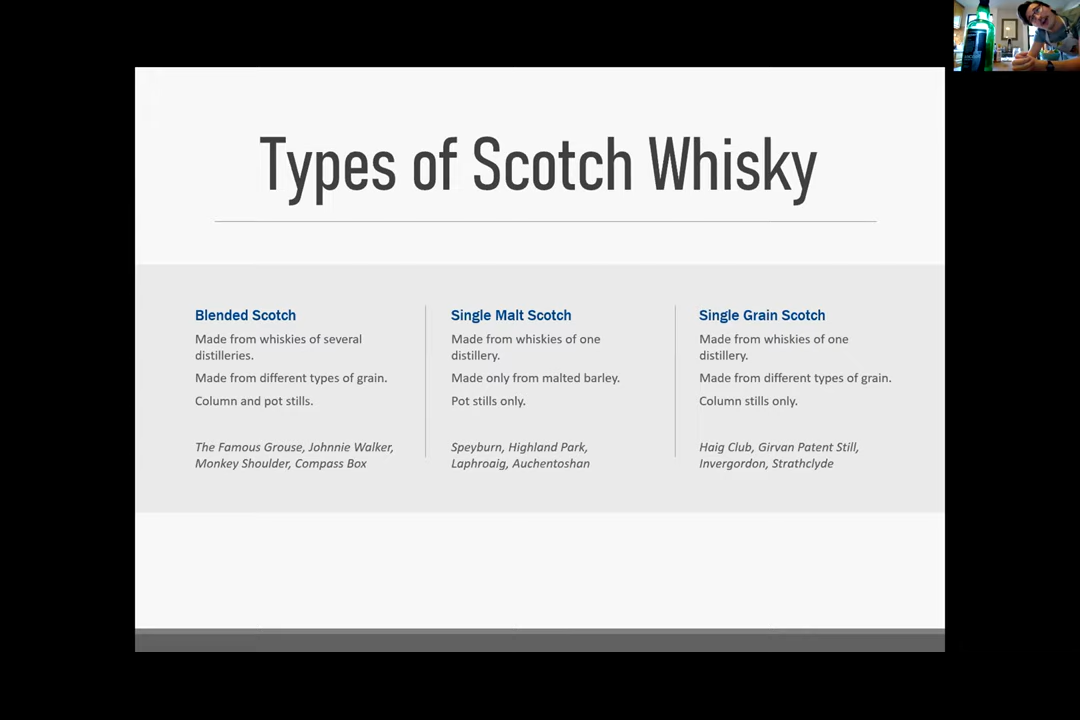 Types of Scotch Whisky
Blended Scotch
Made from whiskies of several
distilleries.
Made from different types of grain.
Column and pot stills.
The Famous Grouse, Johnnie Walker,
Monkey Shoulder, Compass Box
Single Malt Scotch
Made from whiskies of one
distillery.
Made only from malted barley.
Pot stills only.
Speyburn, Highland Park,
Laphroaig, Auchentoshan
Single Grain Scotch
Made from whiskies of one
distillery.
Made from different types of grain.
Column stills only.
Haig Club, Girvan Patent Still,
Invergordon, Strathclyde